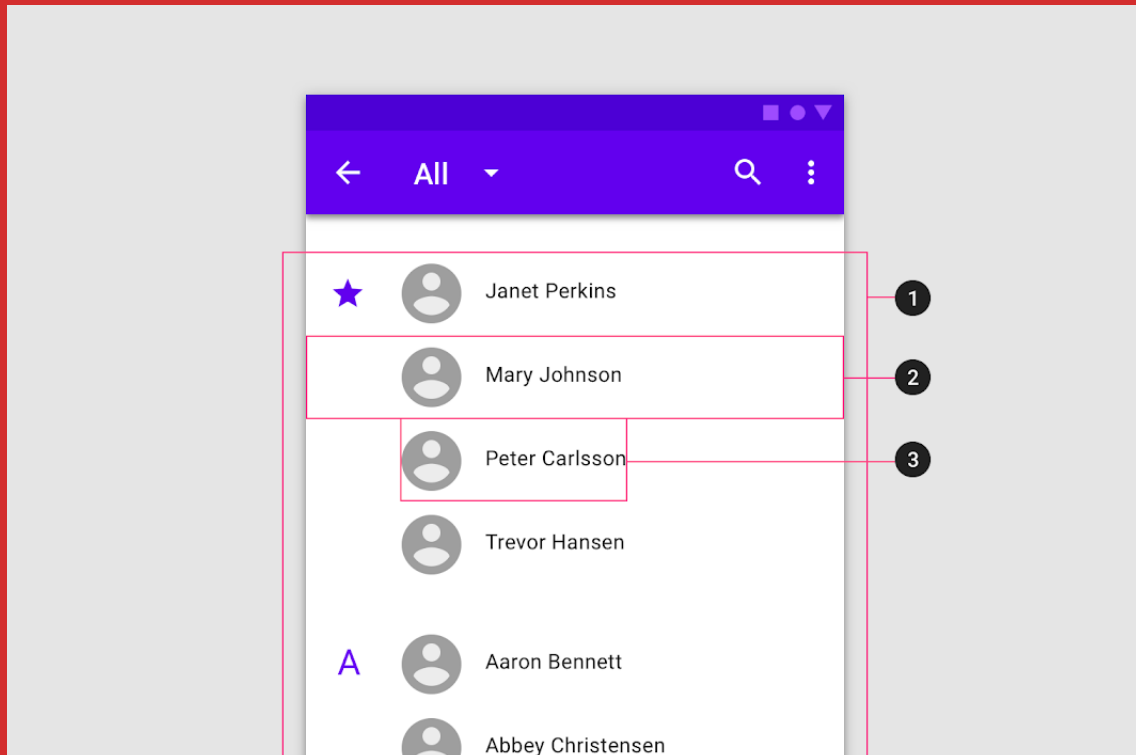 All
Janet Perkins
1
Mary Johnson
2
Peter Carlsson
3
Trevor Hansen
A
Aaron Bennett
Abbey Christensen